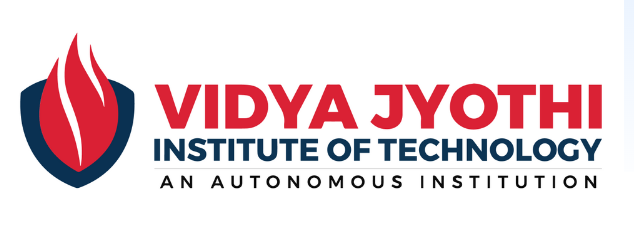 VIDYA JYOTHI
INSTITUTE OF TECHNOLOGY
AN AUTONOMOUS INSTITUTION